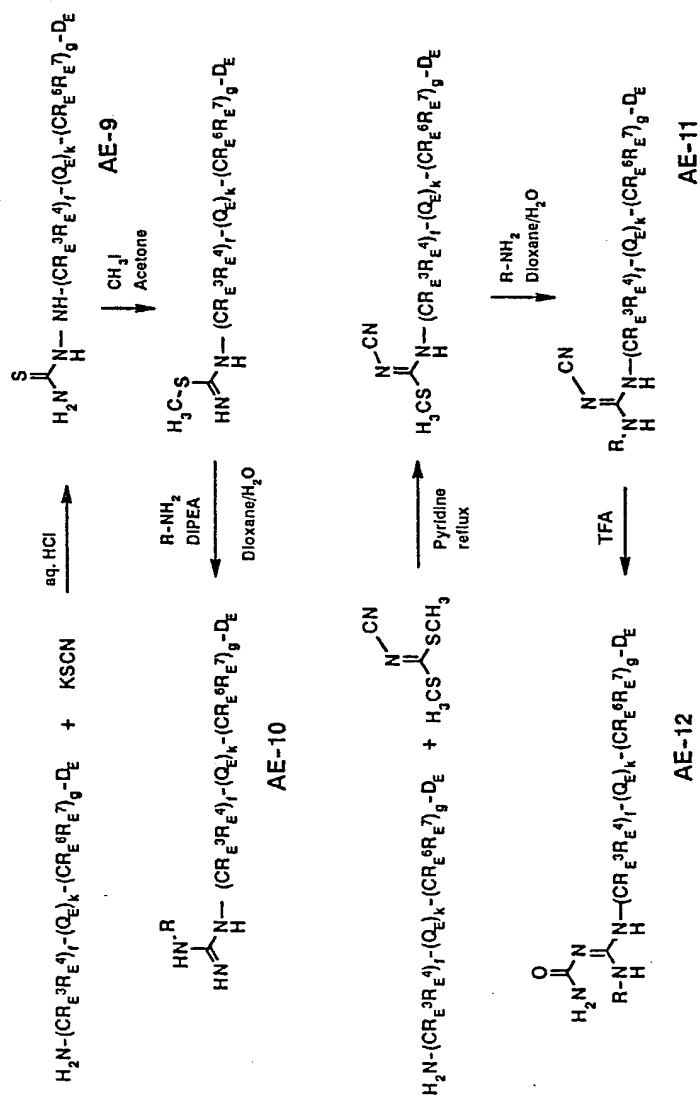 H2N-(CRE3RE4)f-(QE)k-(CRE6RE7)g-DE + KSCN
aq. HCl
S
H2N
N
H
NH-(CRE3RE4)f-(QE)k-(CRE6RE7)g-DE
AE-9
CH3I
Acetone
H3C-S
HN
N
H
(CRE3RE4)f-(QE)k-(CRE6RE7)g-DE
R-NH2
DIPEA
Dioxane/H2O
HN-R
HN
N
H
(CRE3RE4)f-(QE)k-(CRE6RE7)g-DE
AE-10
H2N-(CRE3RE4)f-(QE)k-(CRE6RE7)g-DE +
N
CN
H3CS
SCH3
Pyridine
reflux
N
CN
H3CS
N
H
(CRE3RE4)f-(QE)k-(CRE6RE7)g-DE
R-NH2
Dioxane/H2O
N
CN
R
N
H
N
H
(CRE3RE4)f-(QE)k-(CRE6RE7)g-DE
AE-11
TFA
O
H2N
N
R-N
H
N
H
(CRE3RE4)f-(QE)k-(CRE6RE7)g-DE
AE-12